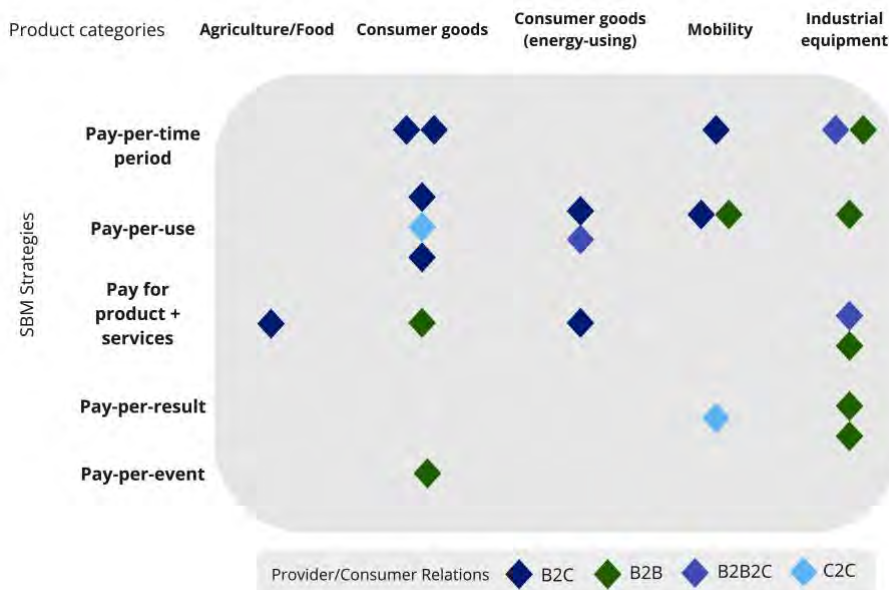 Product categories
Agriculture/Food
Consumer goods
Consumer goods
(energy-using)
Mobility
Industrial
equipment
SBM Strategies
Pay-per-time
period
Pay-per-use
Pay for
product +
services
Pay-per-result
Pay-per-event
Provider/Consumer Relations
B2C
B2B
B2B2C
C2C